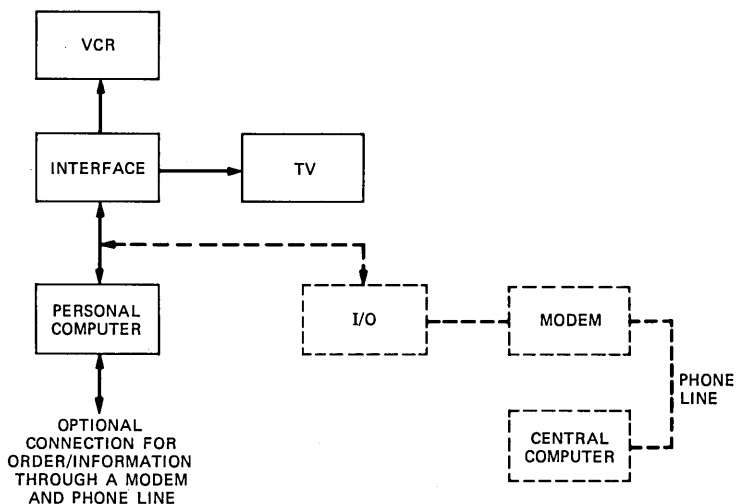 VCR
INTERFACE
TV
PERSONAL
COMPUTER
I/O
MODEM
PHONE
LINE
CENTRAL
COMPUTER
OPTIONAL
CONNECTION FOR
ORDER/INFORMATION
THROUGH A MODEM
AND PHONE LINE